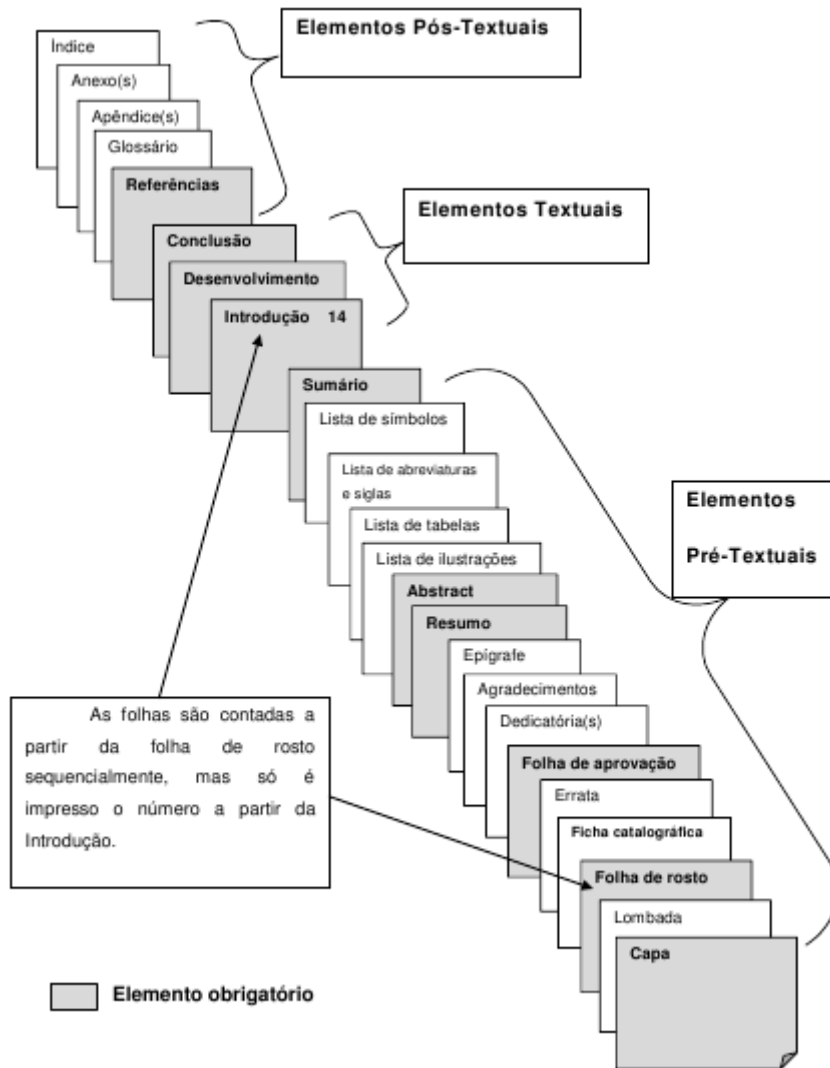 Elementos Pós-Textuais
Índice
Anexo(s)
Apêndice(s)
Glossário
Referências
Elementos Textuais
Conclusão
Desenvolvimento
Introdução 14
Sumário
Lista de símbolos
Lista de abreviaturas
e siglas
Lista de tabelas
Lista de ilustrações
Abstract
Resumo
Epígrafe
Agradecimentos
Dedicatória(s)
Folha de aprovação
Errata
Ficha catalográfica
Folha de rosto
Lombada
Capa
Elementos
Pré-Textuais
As folhas são contadas a
partir da folha de rosto
sequencialmente, mas só é
impresso o número a partir da
Introdução.
Elemento obrigatório